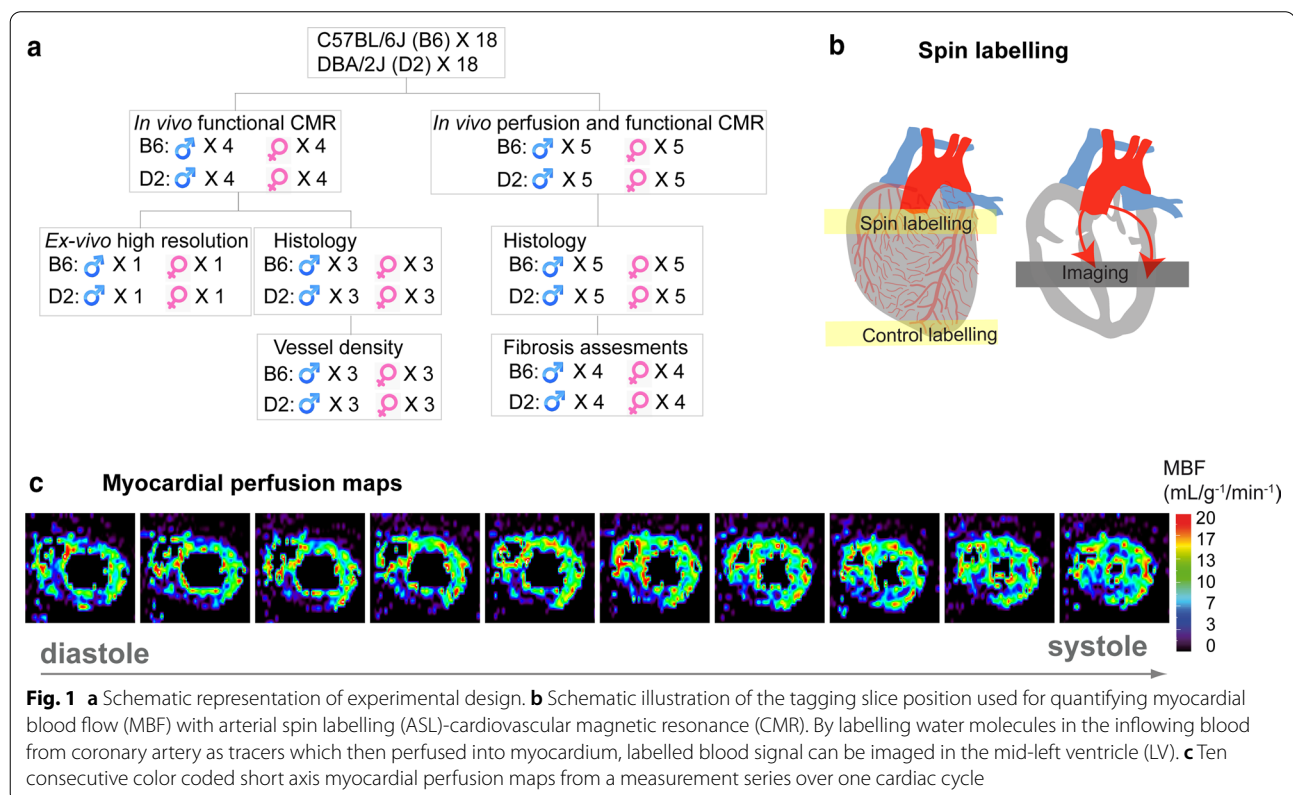 a
C57BL/6J (B6) X 18
DBA/2J (D2) X 18
In vivo functional CMR
B6: ♂ X 4 ♀ X 4
D2: ♂ X 4 ♀ X 4
In vivo perfusion and functional CMR
B6: ♂ X 5 ♀ X 5
D2: ♂ X 5 ♀ X 5
Ex-vivo high resolution
B6: ♂ X 1 ♀ X 1
D2: ♂ X 1 ♀ X 1
Histology
B6: ♂ X 3 ♀ X 3
D2: ♂ X 3 ♀ X 3
Histology
B6: ♂ X 5 ♀ X 5
D2: ♂ X 5 ♀ X 5
Vessel density
B6: ♂ X 3 ♀ X 3
D2: ♂ X 3 ♀ X 3
Fibrosis assesments
B6: ♂ X 4 ♀ X 4
D2: ♂ X 4 ♀ X 4
b Spin labelling
Spin labelling
Control labelling
Imaging
c Myocardial perfusion maps
MBF
(mL/g⁻¹/min⁻¹)
20
17
13
10
7
3
0
diastole
systole
Fig. 1 a Schematic representation of experimental design. b Schematic illustration of the tagging slice position used for quantifying myocardial
blood flow (MBF) with arterial spin labelling (ASL)-cardiovascular magnetic resonance (CMR). By labelling water molecules in the inflowing blood
from coronary artery as tracers which then perfused into myocardium, labelled blood signal can be imaged in the mid-left ventricle (LV). c Ten
consecutive color coded short axis myocardial perfusion maps from a measurement series over one cardiac cycle